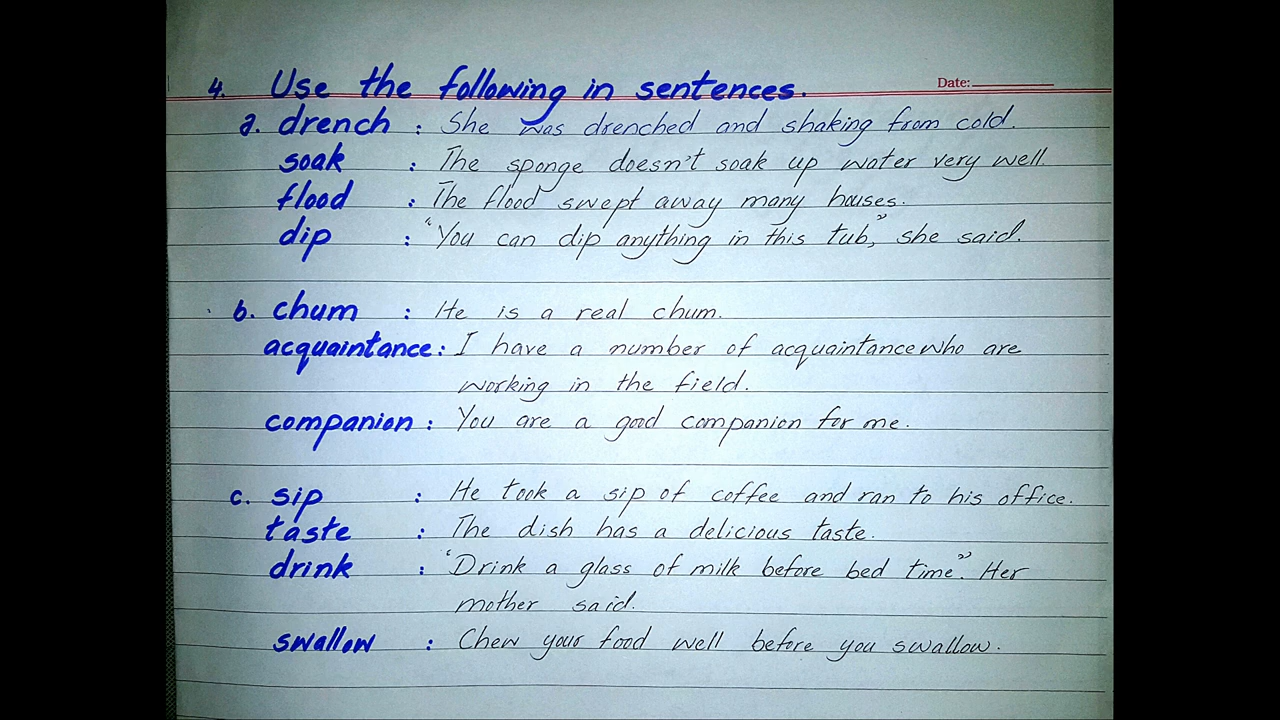 Date:
4. Use the following in sentences.
a. drench : She was drenched and shaking from cold.
soak : The sponge doesn't soak up water very well
flood : The flood swept away many houses.
dip : "You can dip anything in this tub," she said.
b. chum : He is a real chum.
acquaintance: I have a number of acquaintance who are
working in the field.
companion : You are a good companion for me.
c. sip : He took a sip of coffee and ran to his office.
taste : The dish has a delicious taste.
drink : "Drink a glass of milk before bed time". Her
mother said.
swallow : Chew your food well before you swallow.